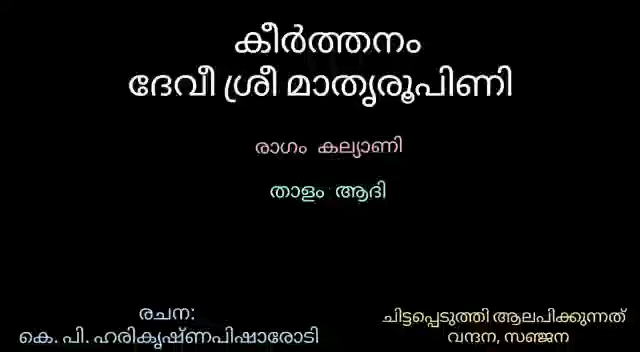 കീർത്തനം
ദേവീ ശ്രീ മാതൃരൂപിണി
രാഗം കല്യാണി
താളം ആദി
രചന:
കെ. പി. ഹരികൃഷ്ണപിഷാരോടി
ചിട്ടപ്പെടുത്തി ആലപിക്കുന്നത്
വന്ദന, സഞ്ജന